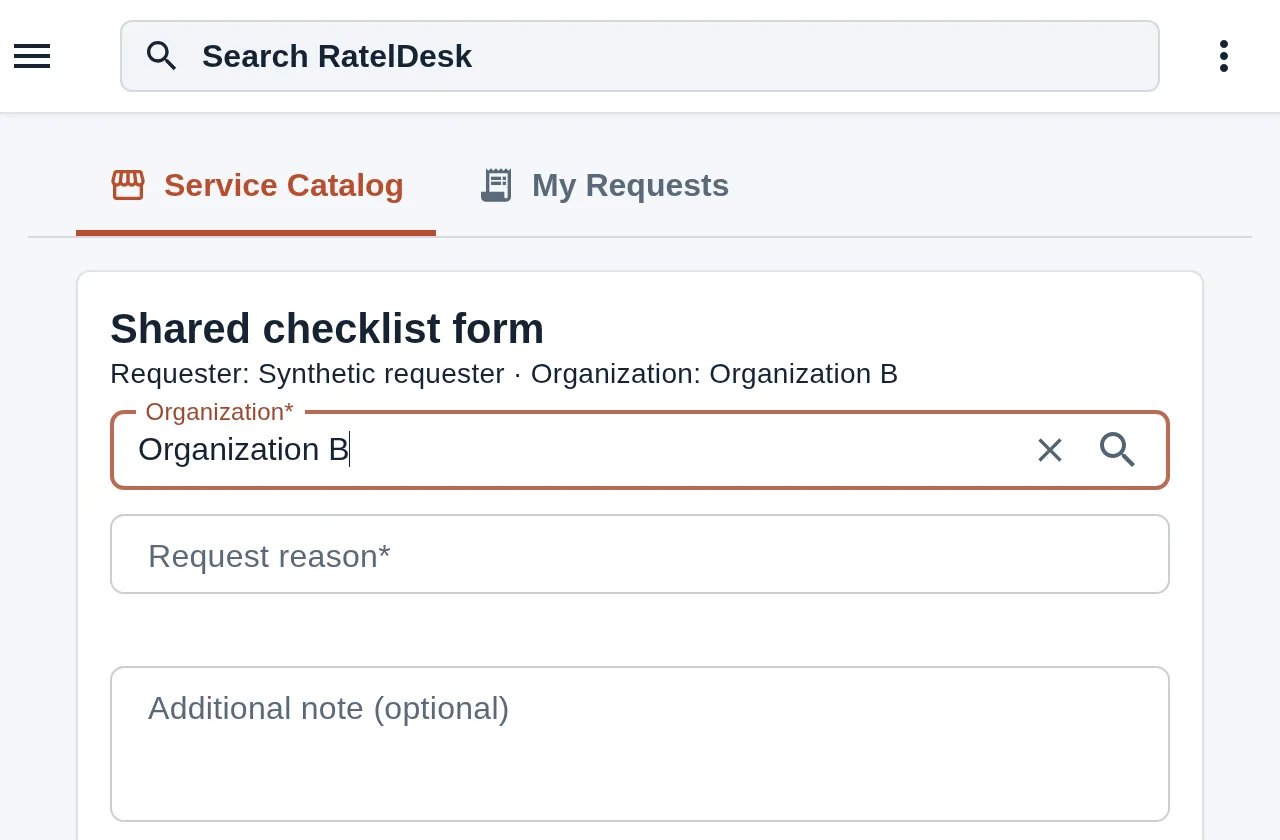 Search RatelDesk
Service Catalog
My Requests
Shared checklist form
Requester: Synthetic requester · Organization: Organization B
Organization*
Organization B
Request reason*
Additional note (optional)